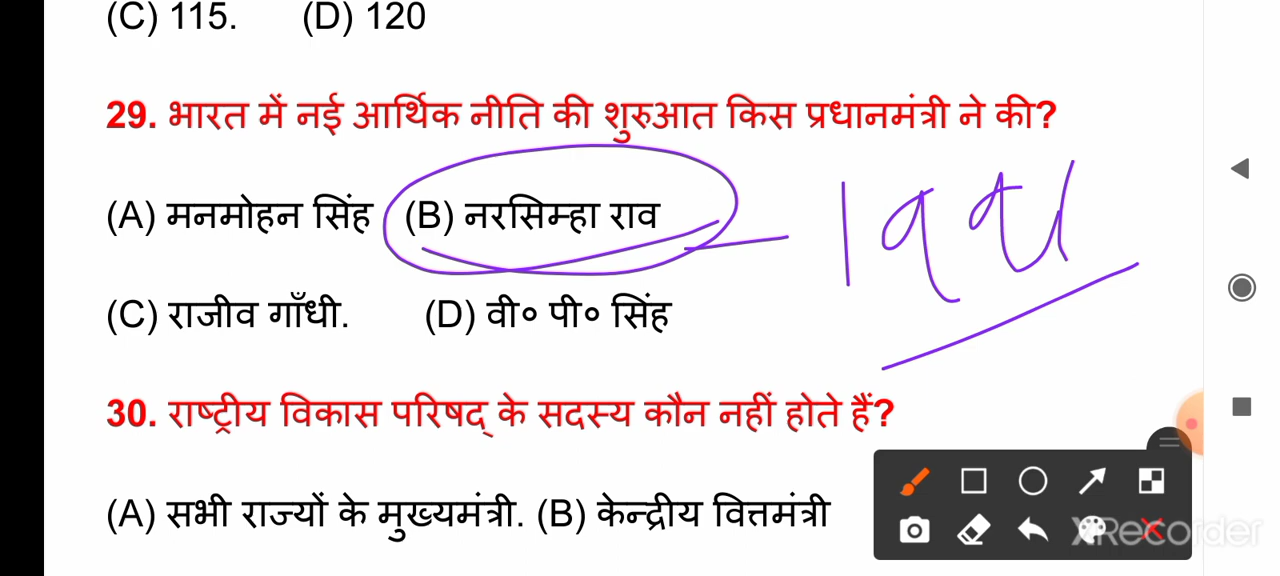 (C) 115. (D) 120
29. भारत में नई आर्थिक नीति की शुरुआत किस प्रधानमंत्री ने की?
(A) मनमोहन सिंह (B) नरसिम्हा राव
1991
(C) राजीव गाँधी. (D) वी० पी० सिंह
30. राष्ट्रीय विकास परिषद् के सदस्य कौन नहीं होते हैं?
(A) सभी राज्यों के मुख्यमंत्री. (B) केन्द्रीय वित्तमंत्री
XRecorder